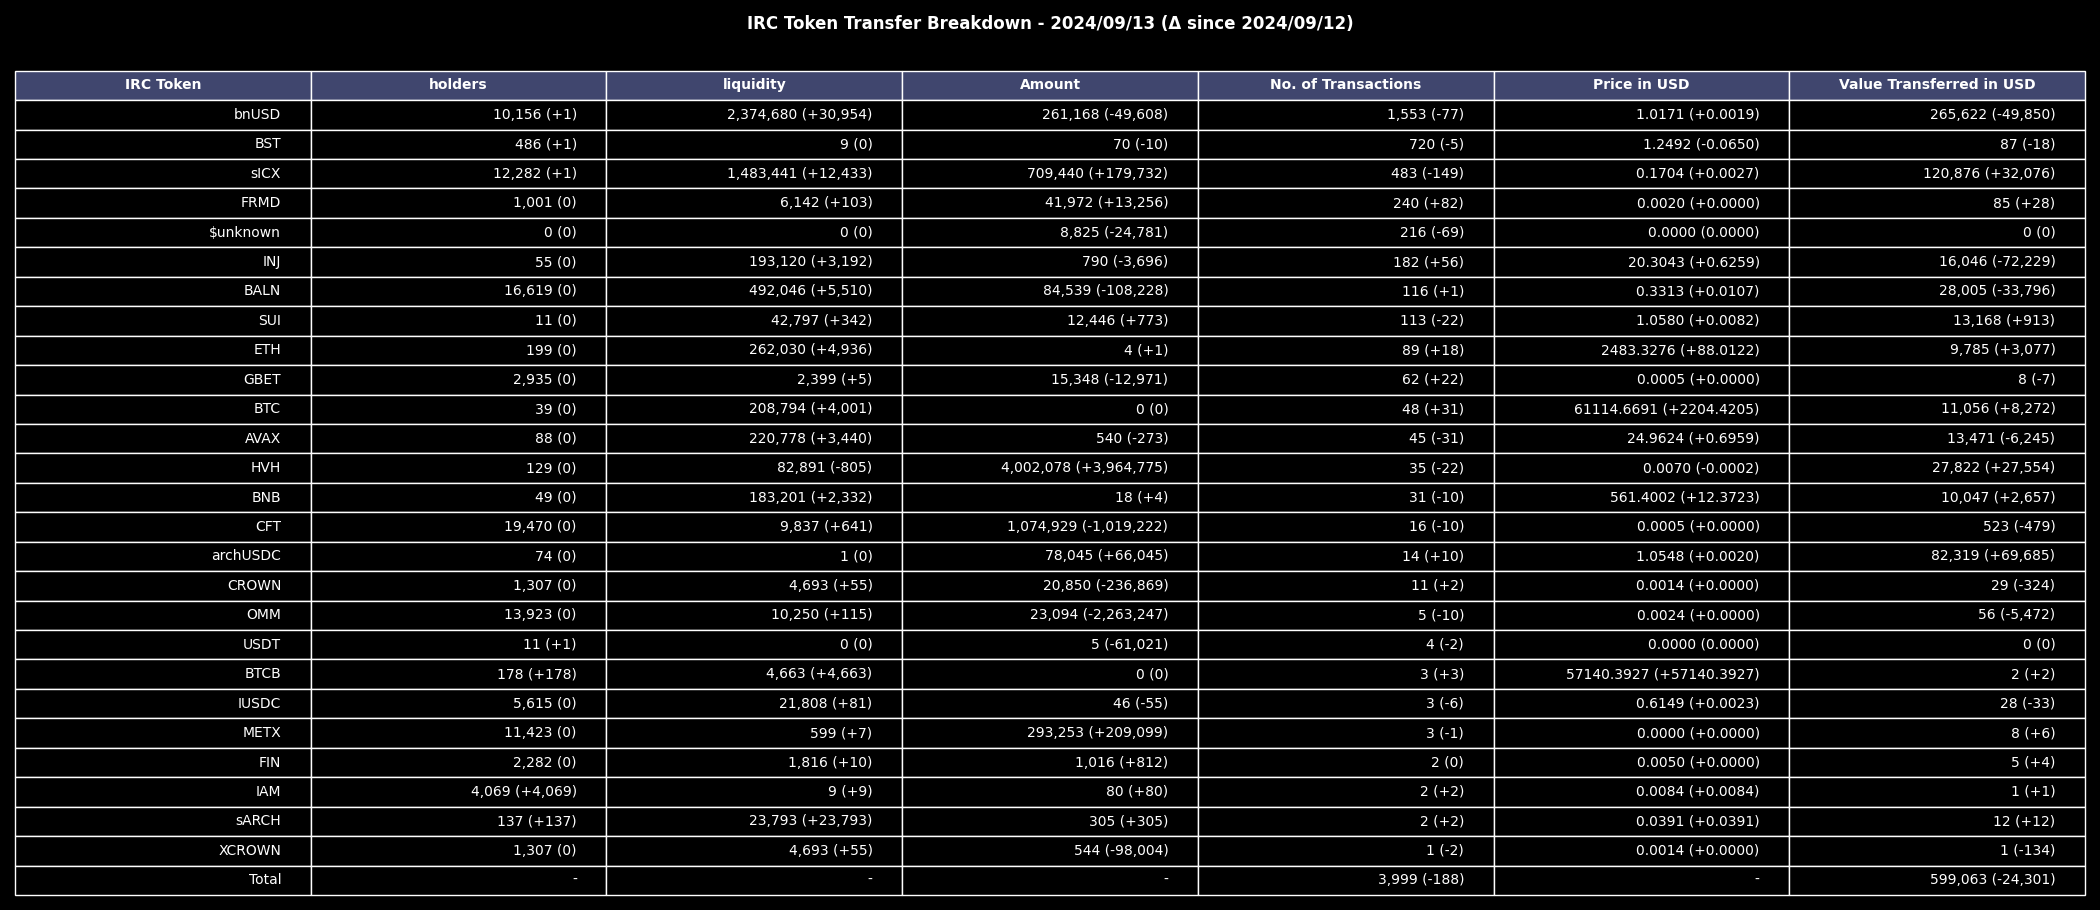 IRC Token Transfer Breakdown - 2024/09/13 (Δ since 2024/09/12)
IRC Token holders liquidity Amount No. of Transactions Price in USD Value Transferred in USD
bnUSD 10,156 (+1) 2,374,680 (+30,954) 261,168 (-49,608) 1,553 (-77) 1.0171 (+0.0019) 265,622 (-49,850)
BST 486 (+1) 9 (0) 70 (-10) 720 (-5) 1.2492 (-0.0650) 87 (-18)
sICX 12,282 (+1) 1,483,441 (+12,433) 709,440 (+179,732) 483 (-149) 0.1704 (+0.0027) 120,876 (+32,076)
FRMD 1,001 (0) 6,142 (+103) 41,972 (+13,256) 240 (+82) 0.0020 (+0.0000) 85 (+28)
$unknown 0 (0) 0 (0) 8,825 (-24,781) 216 (-69) 0.0000 (0.0000) 0 (0)
INJ 55 (0) 193,120 (+3,192) 790 (-3,696) 182 (+56) 20.3043 (+0.6259) 16,046 (-72,229)
BALN 16,619 (0) 492,046 (+5,510) 84,539 (-108,228) 116 (+1) 0.3313 (+0.0107) 28,005 (-33,796)
SUI 11 (0) 42,797 (+342) 12,446 (+773) 113 (-22) 1.0580 (+0.0082) 13,168 (+913)
ETH 199 (0) 262,030 (+4,936) 4 (+1) 89 (+18) 2483.3276 (+88.0122) 9,785 (+3,077)
GBET 2,935 (0) 2,399 (+5) 15,348 (-12,971) 62 (+22) 0.0005 (+0.0000) 8 (-7)
BTC 39 (0) 208,794 (+4,001) 0 (0) 48 (+31) 61114.6691 (+2204.4205) 11,056 (+8,272)
AVAX 88 (0) 220,778 (+3,440) 540 (-273) 45 (-31) 24.9624 (+0.6959) 13,471 (-6,245)
HVH 129 (0) 82,891 (-805) 4,002,078 (+3,964,775) 35 (-22) 0.0070 (-0.0002) 27,822 (+27,554)
BNB 49 (0) 183,201 (+2,332) 18 (+4) 31 (-10) 561.4002 (+12.3723) 10,047 (+2,657)
CFT 19,470 (0) 9,837 (+641) 1,074,929 (-1,019,222) 16 (-10) 0.0005 (+0.0000) 523 (-479)
archUSDC 74 (0) 1 (0) 78,045 (+66,045) 14 (+10) 1.0548 (+0.0020) 82,319 (+69,685)
CROWN 1,307 (0) 4,693 (+55) 20,850 (-236,869) 11 (+2) 0.0014 (+0.0000) 29 (-324)
OMM 13,923 (0) 10,250 (+115) 23,094 (-2,263,247) 5 (-10) 0.0024 (+0.0000) 56 (-5,472)
USDT 11 (+1) 0 (0) 5 (-61,021) 4 (-2) 0.0000 (0.0000) 0 (0)
BTCB 178 (+178) 4,663 (+4,663) 0 (0) 3 (+3) 57140.3927 (+57140.3927) 2 (+2)
IUSDC 5,615 (0) 21,808 (+81) 46 (-55) 3 (-6) 0.6149 (+0.0023) 28 (-33)
METX 11,423 (0) 599 (+7) 293,253 (+209,099) 3 (-1) 0.0000 (+0.0000) 8 (+6)
FIN 2,282 (0) 1,816 (+10) 1,016 (+812) 2 (0) 0.0050 (+0.0000) 5 (+4)
IAM 4,069 (+4,069) 9 (+9) 80 (+80) 2 (+2) 0.0084 (+0.0084) 1 (+1)
sARCH 137 (+137) 23,793 (+23,793) 305 (+305) 2 (+2) 0.0391 (+0.0391) 12 (+12)
XCROWN 1,307 (0) 4,693 (+55) 544 (-98,004) 1 (-2) 0.0014 (+0.0000) 1 (-134)
Total - - - 3,999 (-188) - 599,063 (-24,301)